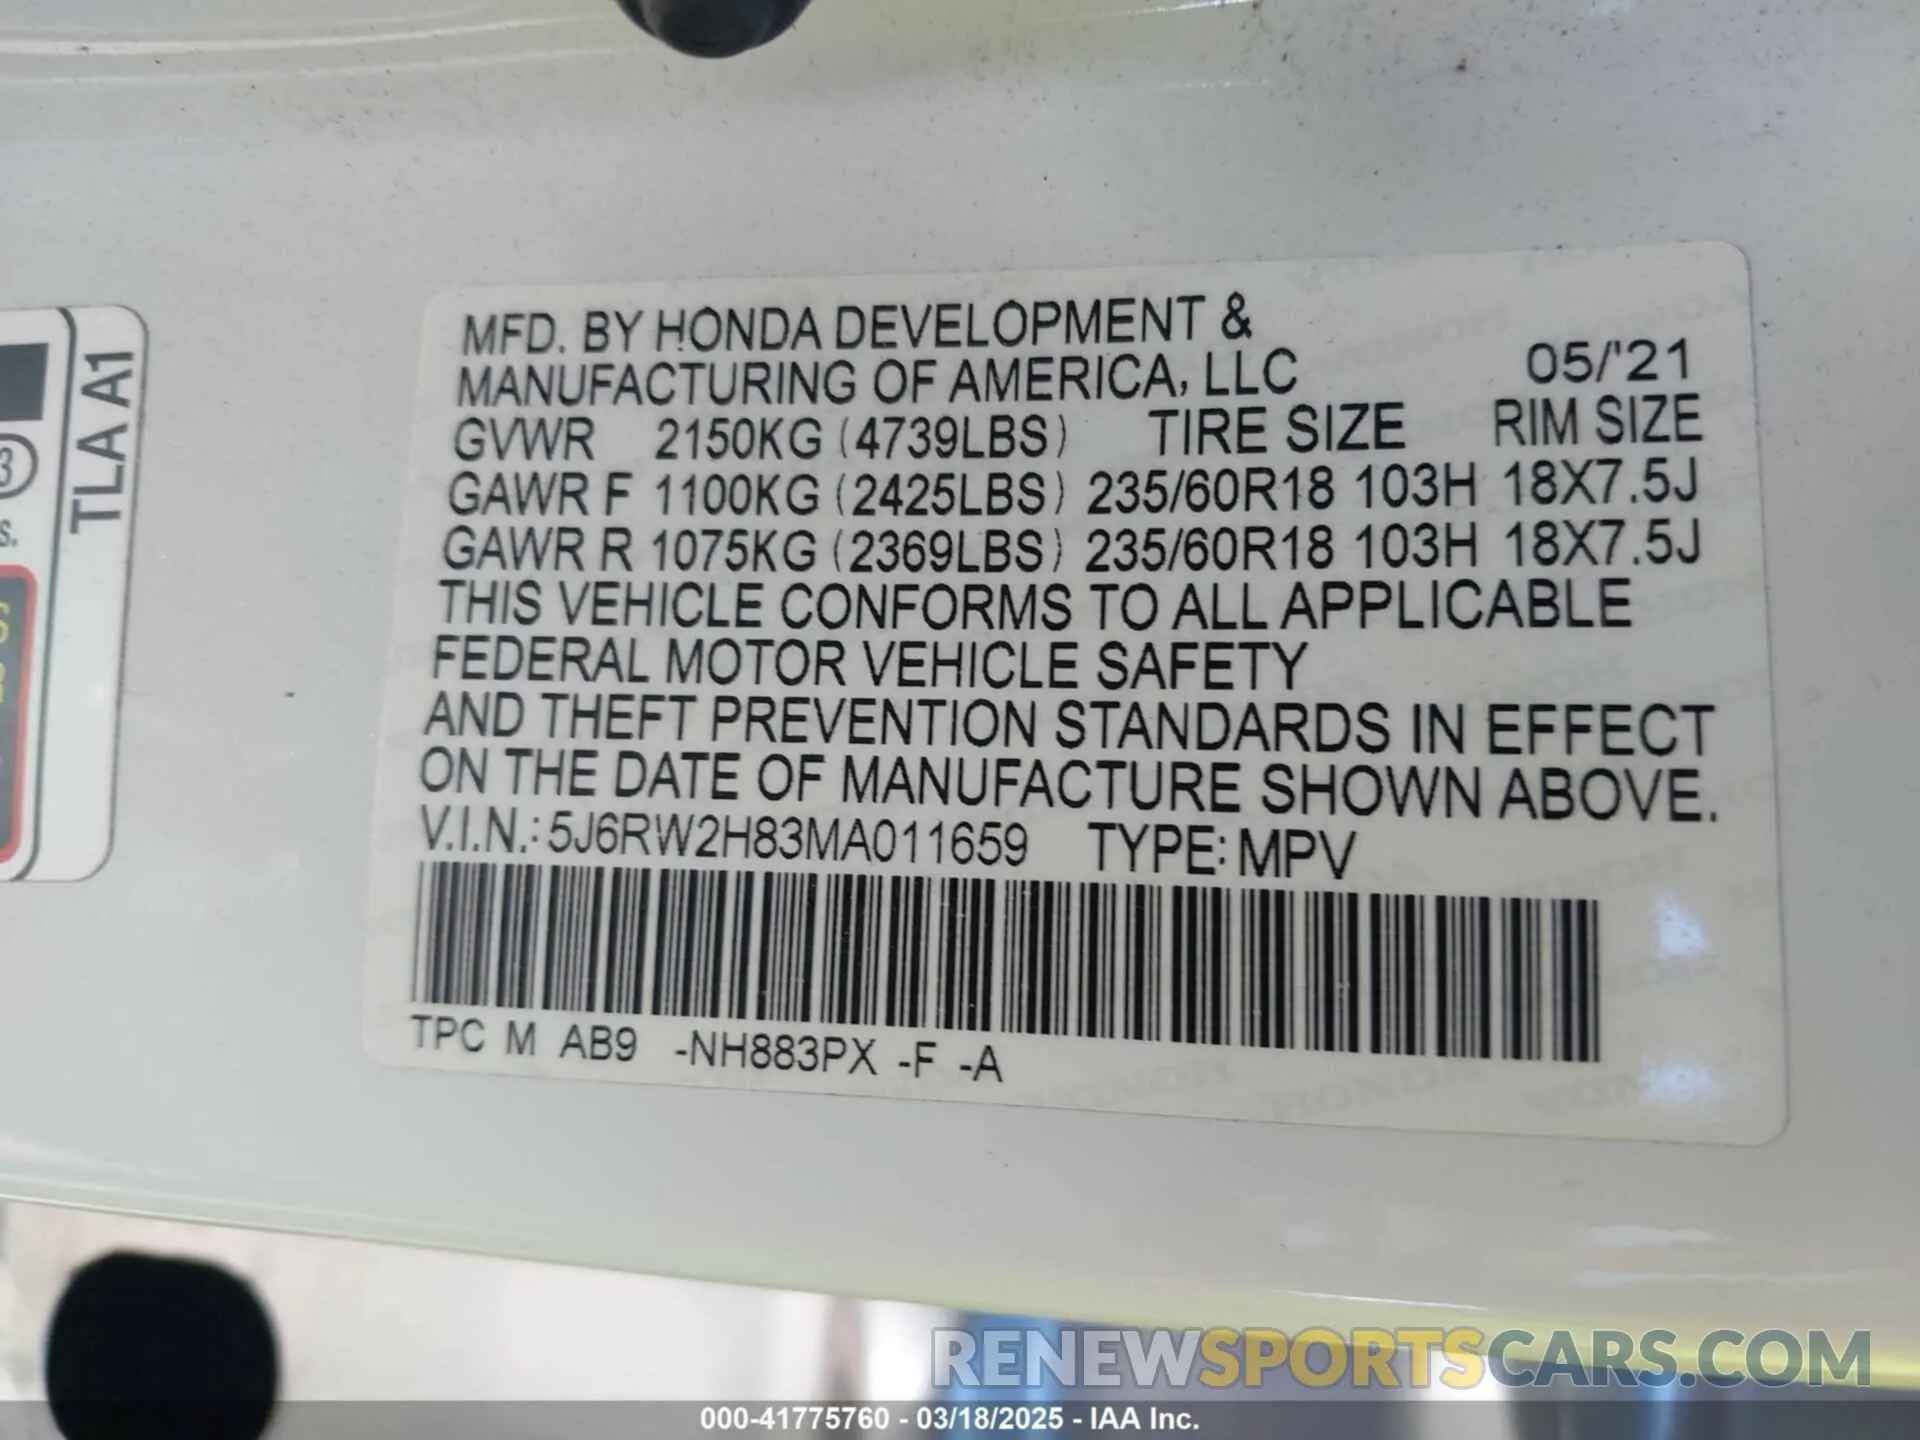 MFD. BY HONDA DEVELOPMENT &
MANUFACTURING OF AMERICA, LLC 05/'21
GVWR 2150KG (4739LBS) TIRE SIZE RIM SIZE
GAWR F 1100KG (2425LBS) 235/60R18 103H 18X7.5J
GAWR R 1075KG (2369LBS) 235/60R18 103H 18X7.5J
THIS VEHICLE CONFORMS TO ALL APPLICABLE
FEDERAL MOTOR VEHICLE SAFETY
AND THEFT PREVENTION STANDARDS IN EFFECT
ON THE DATE OF MANUFACTURE SHOWN ABOVE.
V.I.N.: 5J6RW2H83MA011659 TYPE: MPV
TPC M AB9 -NH883PX -F -A
TLA A1
3
s.
RENEWSPORTSCARS.COM
000-41775760 - 03/18/2025 - IAA Inc.